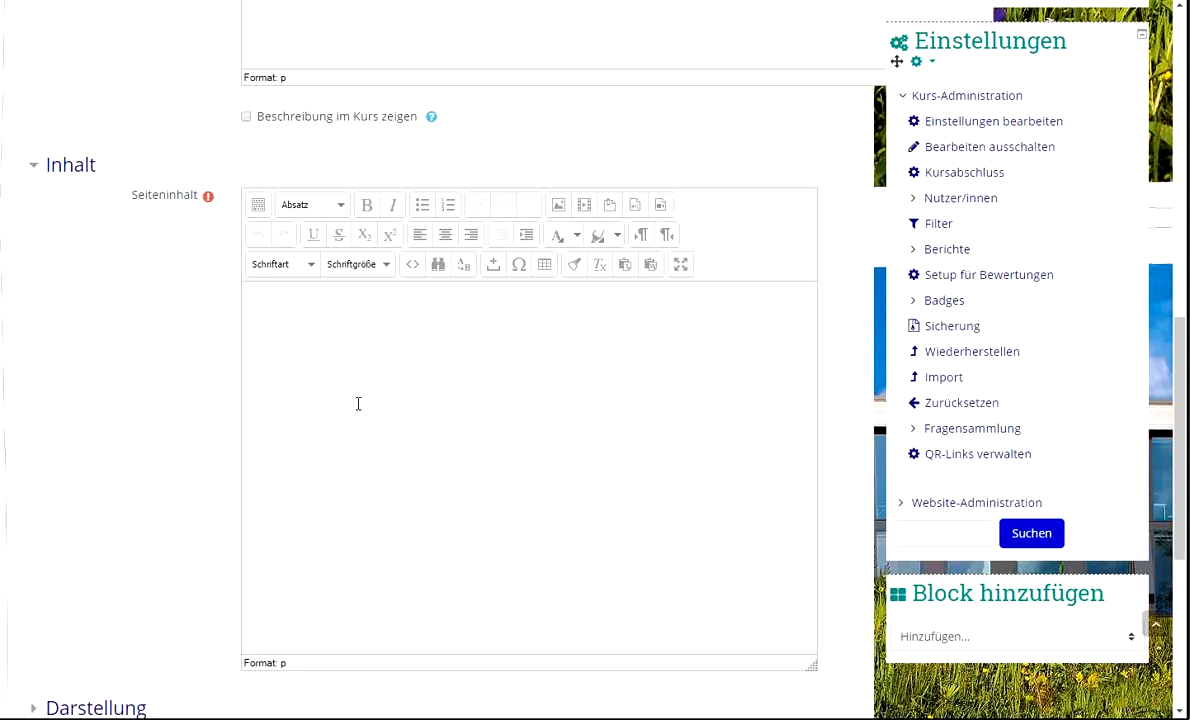 Format: p
Beschreibung im Kurs zeigen
Inhalt
Seiteninhalt
Absatz
B I
U S X₂ X²
Schriftart
Schriftgröße
Format: p
Darstellung
Einstellungen
Kurs-Administration
Einstellungen bearbeiten
Bearbeiten ausschalten
Kursabschluss
Nutzer/innen
Filter
Berichte
Setup für Bewertungen
Badges
Sicherung
Wiederherstellen
Import
Zurücksetzen
Fragensammlung
QR-Links verwalten
Website-Administration
Suchen
Block hinzufügen
Hinzufügen...